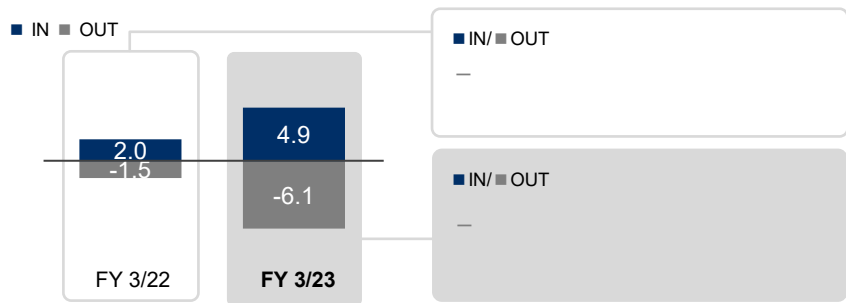 ■ IN ■ OUT
2.0
-1.5
FY 3/22
4.9
-6.1
FY 3/23
■IN/■OUT
—
■IN/■OUT
—